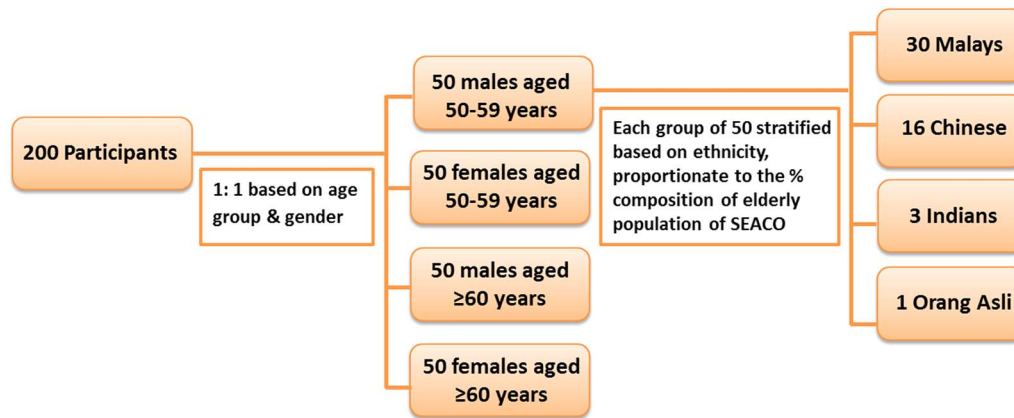 200 Participants
1: 1 based on age
group & gender
50 males aged
50-59 years
50 females aged
50-59 years
50 males aged
≥60 years
50 females aged
≥60 years
Each group of 50 stratified
based on ethnicity,
proportionate to the %
composition of elderly
population of SEACO
30 Malays
16 Chinese
3 Indians
1 Orang Asli